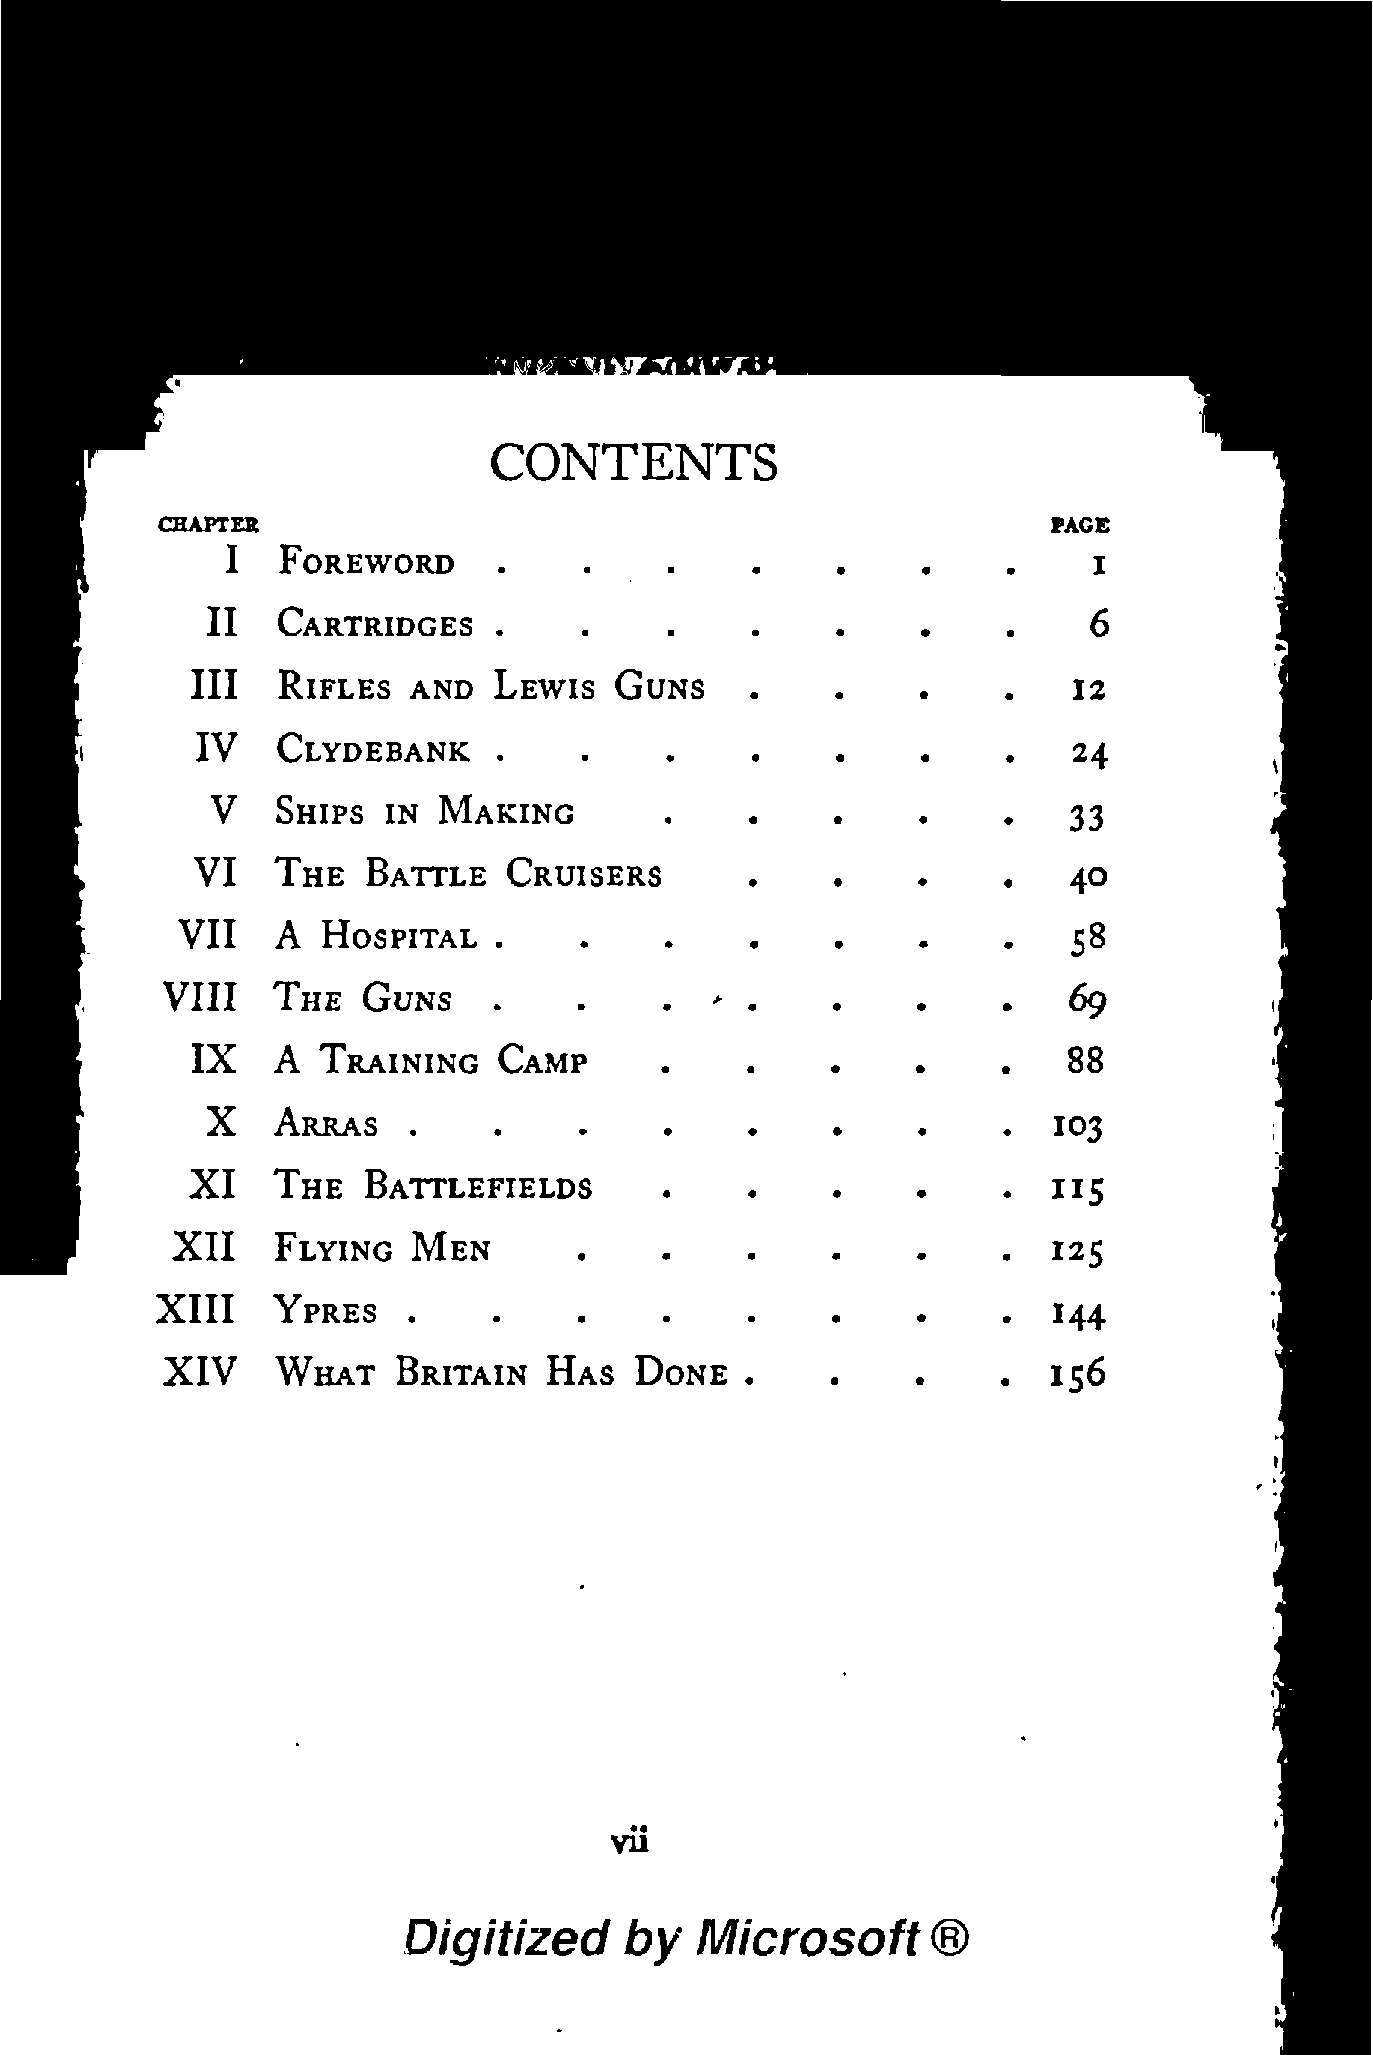 CONTENTS
CHAPTER PAGE
I FOREWORD . . . . . . . 1
II CARTRIDGES . . . . . . . 6
III RIFLES AND LEWIS GUNS . . . . 12
IV CLYDEBANK . . . . . . . 24
V SHIPS IN MAKING . . . . . 33
VI THE BATTLE CRUISERS . . . . 40
VII A HOSPITAL . . . . . . . 58
VIII THE GUNS . . . . . . . 69
IX A TRAINING CAMP . . . . . 88
X ARRAS . . . . . . . . 103
XI THE BATTLEFIELDS . . . . . 115
XII FLYING MEN . . . . . . 125
XIII YPRES . . . . . . . . 144
XIV WHAT BRITAIN HAS DONE . . . . 156
vii
Digitized by Microsoft ®